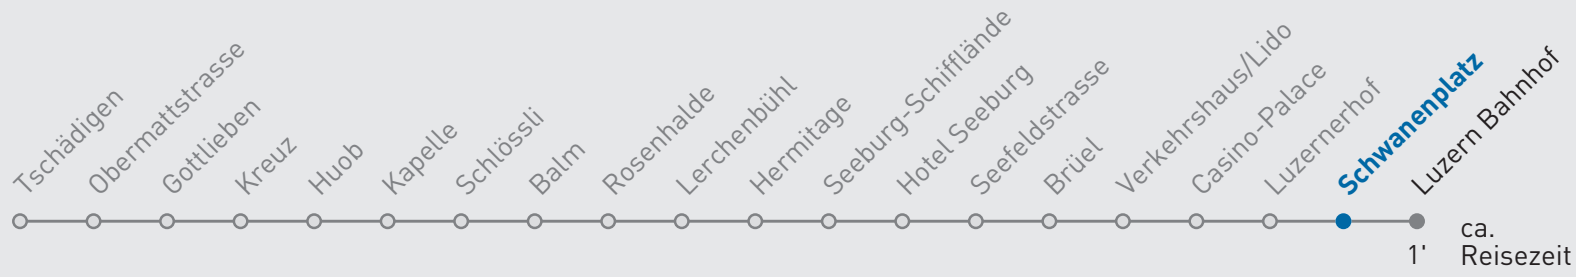 Tschädigen
Obermattstrasse
Gottlieben
Kreuz
Huob
Kapelle
Schlössli
Balm
Rosenhalde
Lerchenbühl
Hermitage
Seeburg-Schifflände
Hotel Seeburg
Seefeldstrasse
Brüel
Verkehrshaus/Lido
Casino-Palace
Luzernerhof
Schwanenplatz
Luzern Bahnhof
1'
ca.
Reisezeit